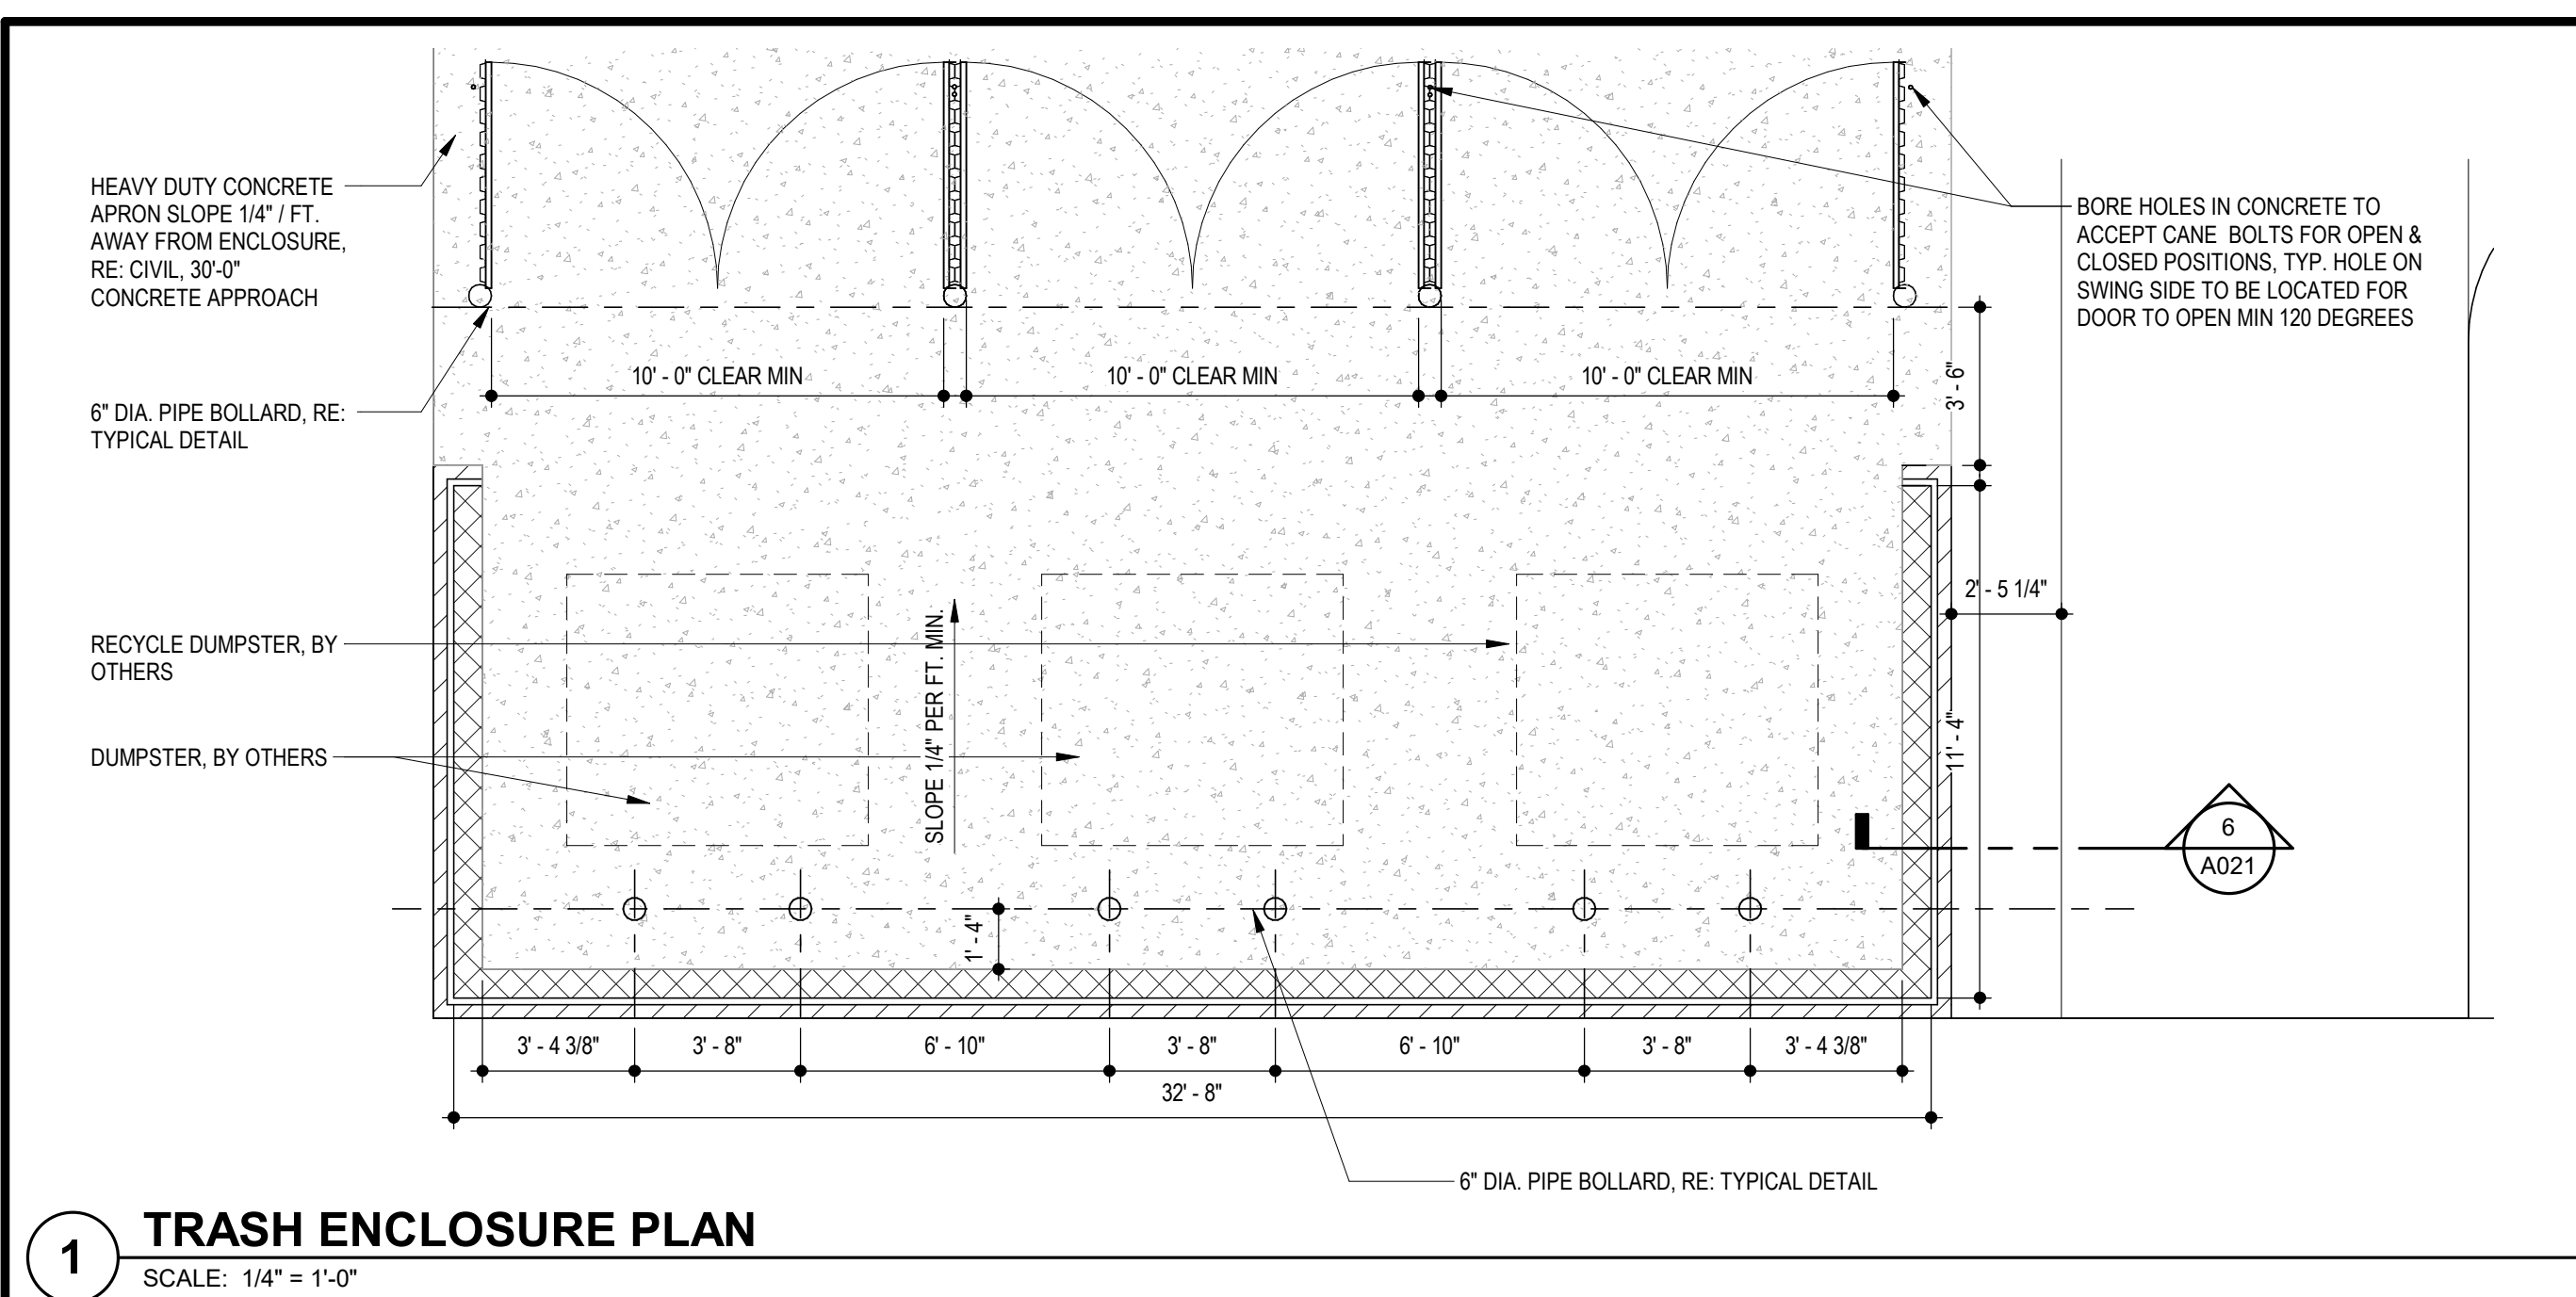 HEAVY DUTY CONCRETE
APRON SLOPE 1/4" / FT.
AWAY FROM ENCLOSURE,
RE: CIVIL, 30'-0"
CONCRETE APPROACH
6" DIA. PIPE BOLLARD, RE:
TYPICAL DETAIL
RECYCLE DUMPSTER, BY
OTHERS
DUMPSTER, BY OTHERS
10' - 0" CLEAR MIN
10' - 0" CLEAR MIN
10' - 0" CLEAR MIN
BORE HOLES IN CONCRETE TO
ACCEPT CANE BOLTS FOR OPEN &
CLOSED POSITIONS, TYP. HOLE ON
SWING SIDE TO BE LOCATED FOR
DOOR TO OPEN MIN 120 DEGREES
3' - 6"
2' - 5 1/4"
11' - 4"
SLOPE 1/4" PER FT. MIN.
1' - 4"
6
A021
3' - 4 3/8"
3' - 8"
6' - 10"
3' - 8"
6' - 10"
3' - 8"
3' - 4 3/8"
32' - 8"
6" DIA. PIPE BOLLARD, RE: TYPICAL DETAIL
1
TRASH ENCLOSURE PLAN
SCALE: 1/4" = 1'-0"